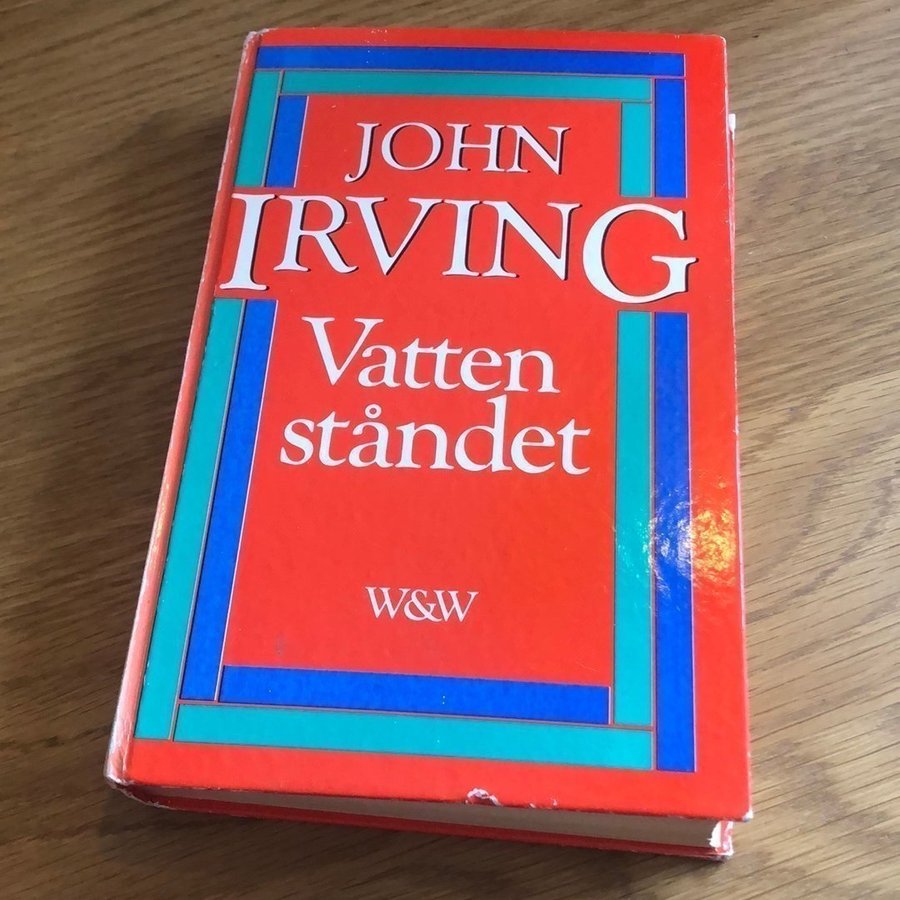 JOHN
IRVING
Vatten
ståndet
W&W